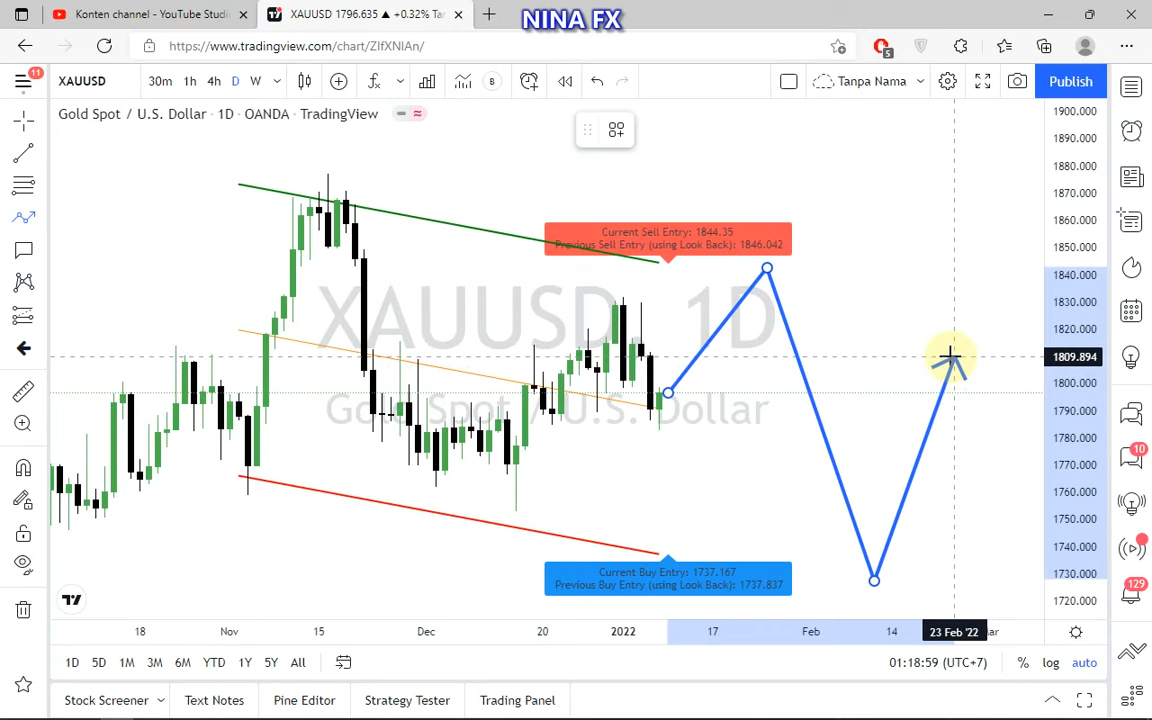 NINA FX
Konten channel - YouTube Studi
XAUUSD 1796.635 ▲ +0.32% Tan
https://www.tradingview.com/chart/ZIfXNIAn/
5
11
XAUUSD
30m 1h 4h D W
B
Tanpa Nama
Publish
Gold Spot / U.S. Dollar · 1D · OANDA · TradingView
XAUUSD, 1D
Gold Spot / U.S. Dollar
Current Sell Entry: 1844.35
Previous Sell Entry (using Look Back): 1846.042
Current Buy Entry: 1737.167
Previous Buy Entry (using Look Back): 1737.837
1900.000
1890.000
1880.000
1870.000
1860.000
1850.000
1840.000
1830.000
1820.000
1809.894
1800.000
1790.000
1780.000
1770.000
1760.000
1750.000
1740.000
1730.000
1720.000
10
129
18 Nov 15 Dec 20 2022 17 Feb 14 23 Feb '22 ar
1D 5D 1M 3M 6M YTD 1Y 5Y All
01:18:59 (UTC+7) % log auto
Stock Screener Text Notes Pine Editor Strategy Tester Trading Panel